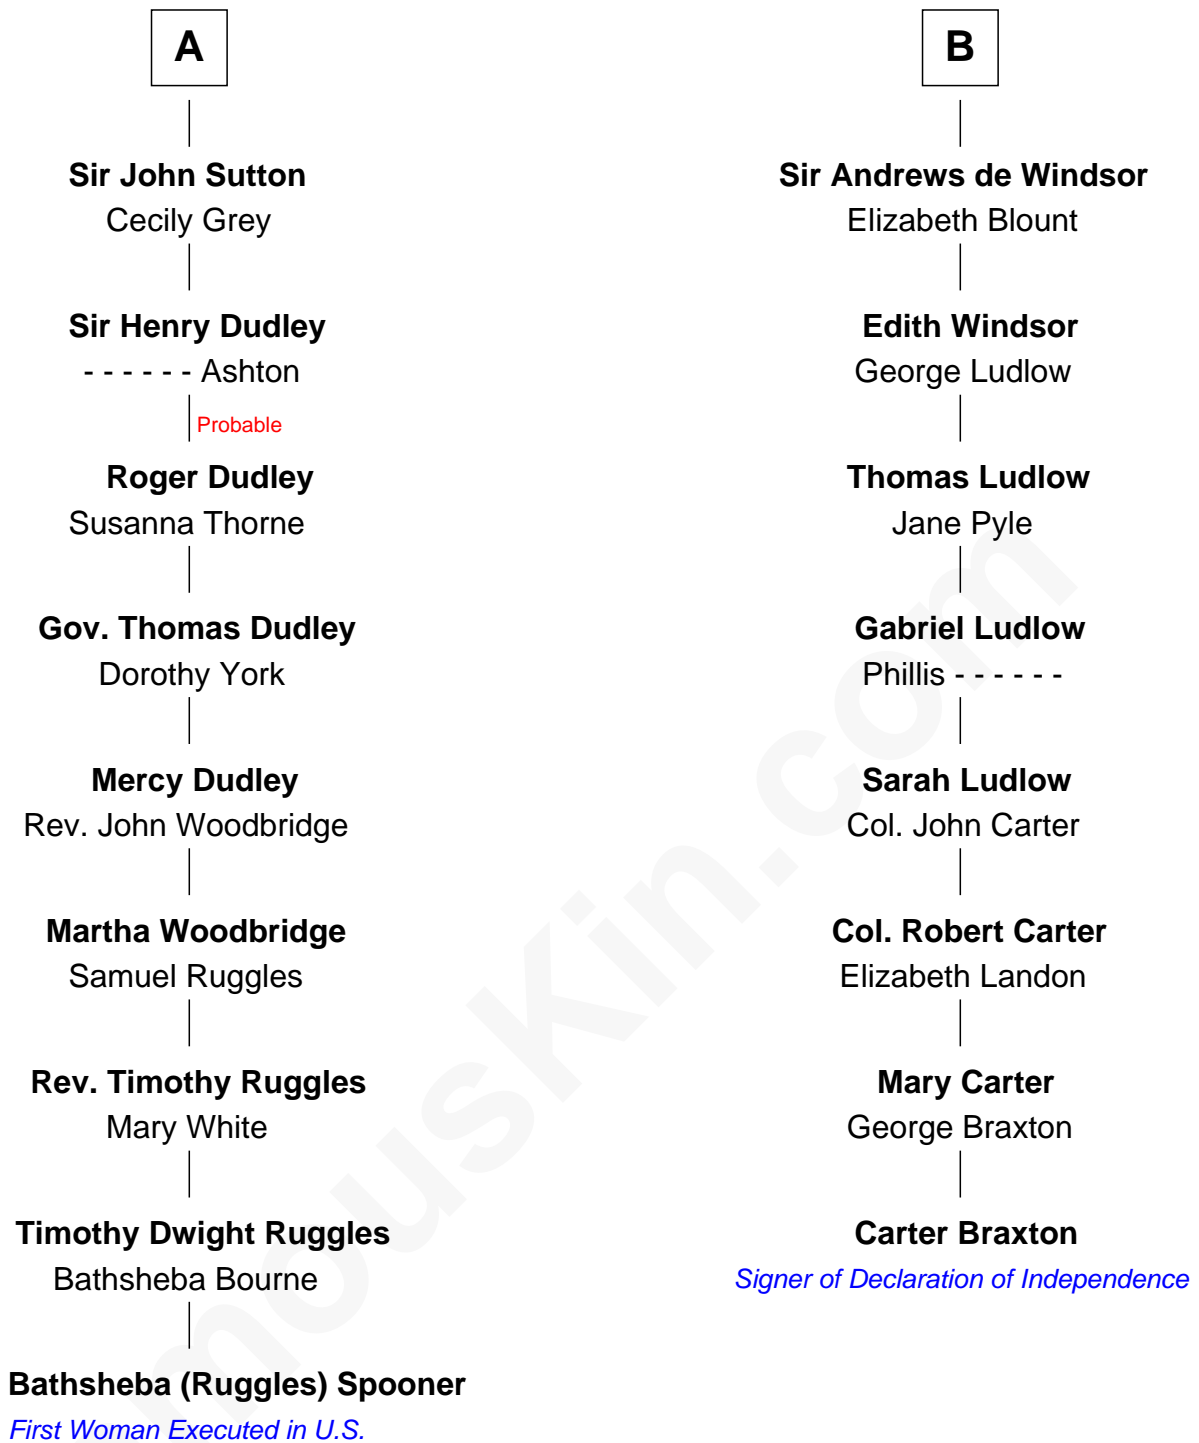 A
Sir John Sutton
Cecily Grey
Sir Henry Dudley
- - - - - - Ashton
Probable
Roger Dudley
Susanna Thorne
Gov. Thomas Dudley
Dorothy York
Mercy Dudley
Rev. John Woodbridge
Martha Woodbridge
Samuel Ruggles
Rev. Timothy Ruggles
Mary White
Timothy Dwight Ruggles
Bathsheba Bourne
Bathsheba (Ruggles) Spooner
First Woman Executed in U.S.
B
Sir Andrews de Windsor
Elizabeth Blount
Edith Windsor
George Ludlow
Thomas Ludlow
Jane Pyle
Gabriel Ludlow
Phillis - - - - - -
Sarah Ludlow
Col. John Carter
Col. Robert Carter
Elizabeth Landon
Mary Carter
George Braxton
Carter Braxton
Signer of Declaration of Independence
mousKin.com